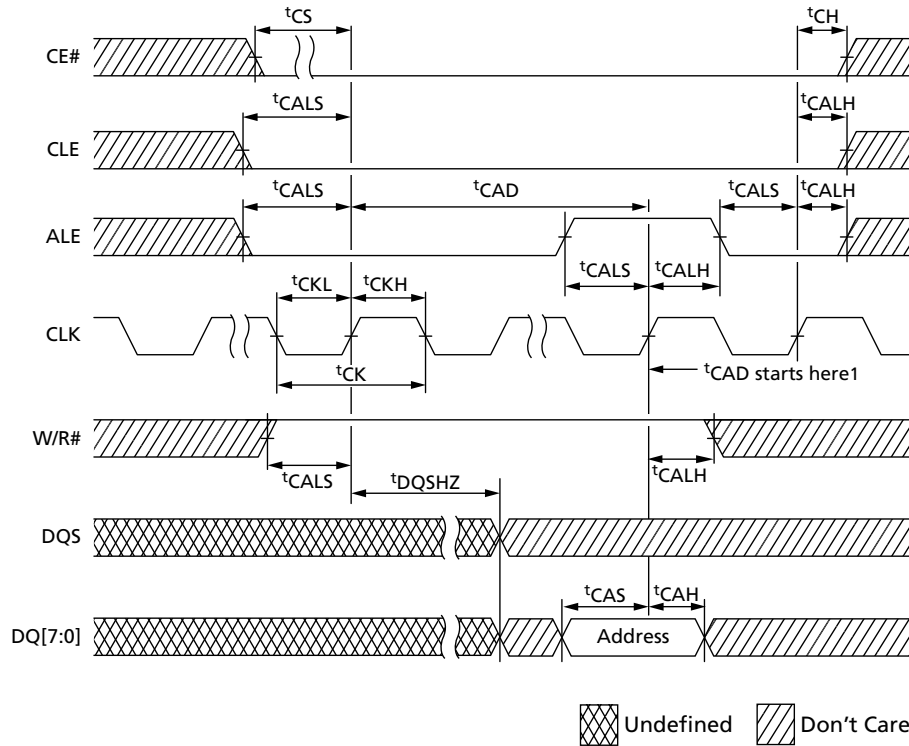 tCS tCH
CE#
tCALS tCALH
CLE
tCALS tCAD tCALS tCALH
ALE
tCALS tCALH
tCKL tCKH
CLK
tCK tCAD starts here1
W/R#
tCALS tCALH
tDQSHZ
DQS
tCAS tCAH
DQ[7:0] Address
Undefined Don't Care